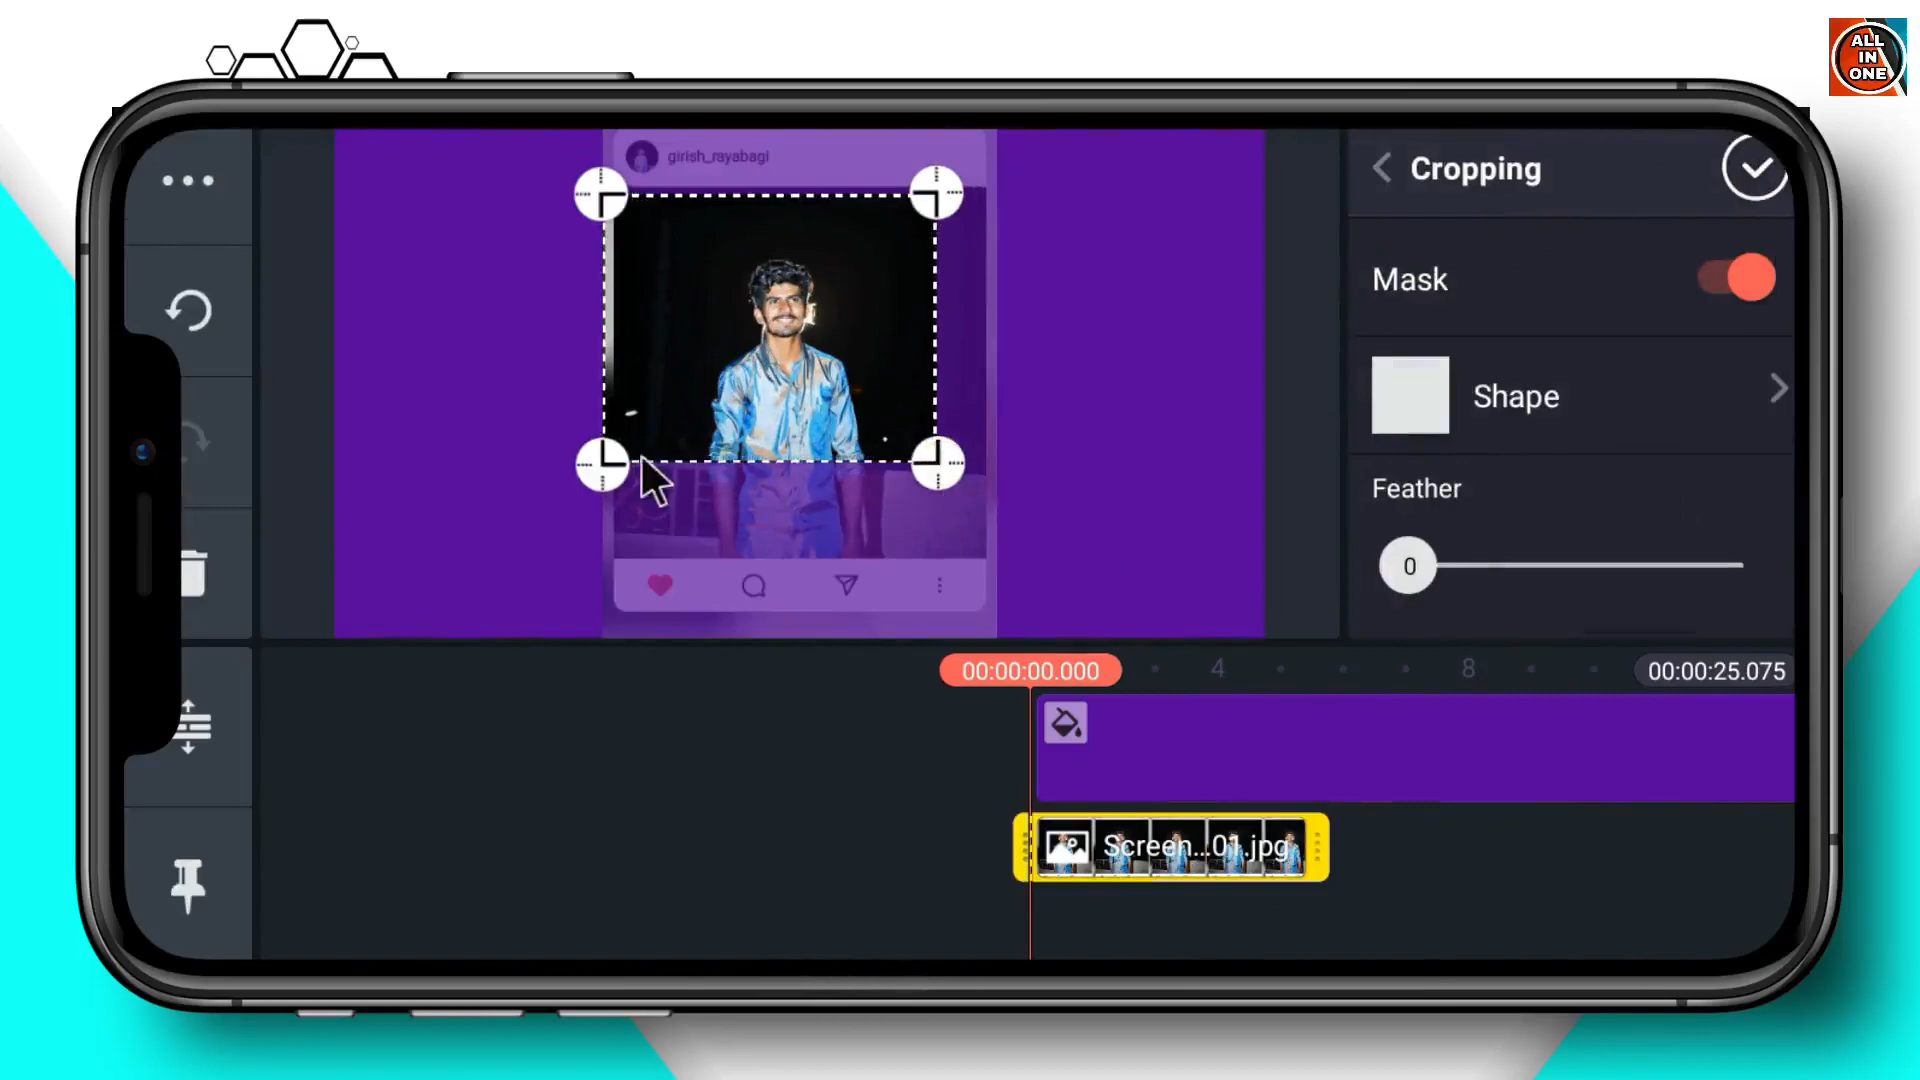 ALL
IN
ONE
girish_rayabagi
Cropping
Mask
Shape
Feather
0
00:00:00.000
4
8
00:00:25.075
Screen...01.jpg